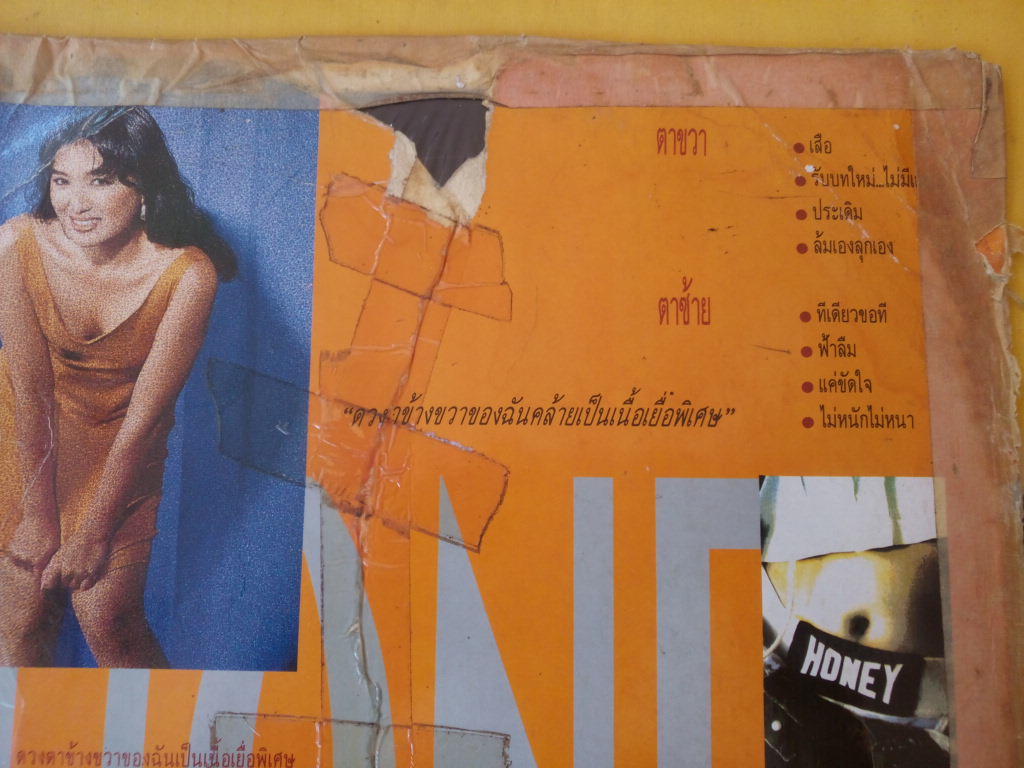 ตาขวา
• เสือ
• รับบทใหม่...ไม่มี
• ประเดิม
• ล้มเองลุกเอง
ตาซ้าย
• ทีเดียวขอที
• ฟ้าลืม
• แค่ขัดใจ
• ไม่หนักไม่หนา
“ดวงตาข้างขวาของฉันคล้ายเป็นเนื้อเยื่อพิเศษ”
HONEY
ดวงตาข้างขวาของฉันเป็นเนื้อเยื่อพิเศษ